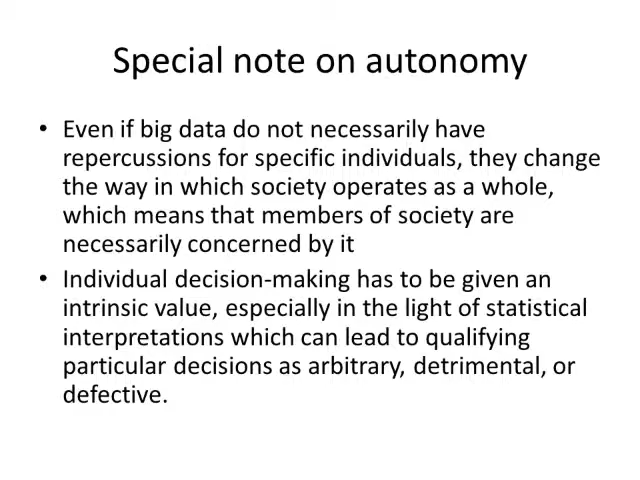 Special note on autonomy
• Even if big data do not necessarily have
repercussions for specific individuals, they change
the way in which society operates as a whole,
which means that members of society are
necessarily concerned by it
• Individual decision-making has to be given an
intrinsic value, especially in the light of statistical
interpretations which can lead to qualifying
particular decisions as arbitrary, detrimental, or
defective.